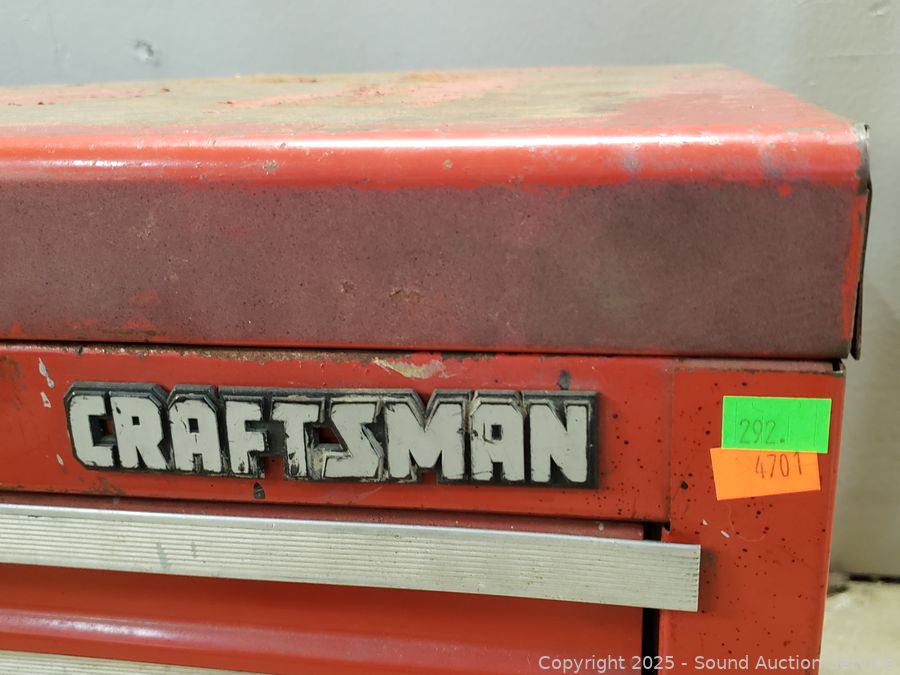 CRAFTSMAN
292.
4701
Copyright © 2025 - Sound Auction Service